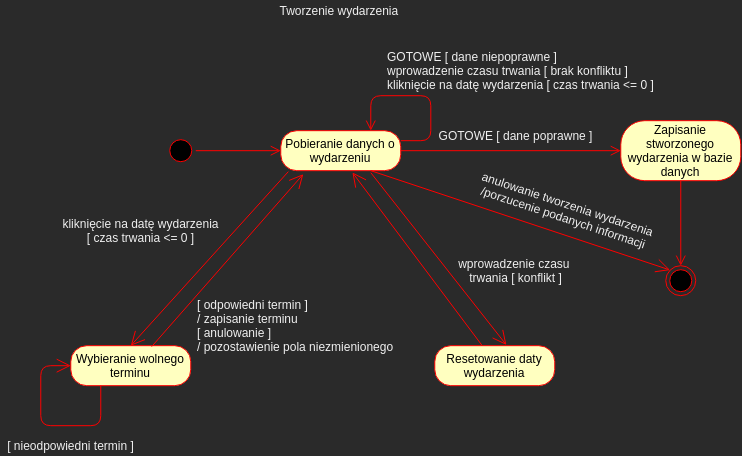 Tworzenie wydarzenia
GOTOWE [ dane niepoprawne ]
wprowadzenie czasu trwania [ brak konfliktu ]
kliknięcie na datę wydarzenia [ czas trwania <= 0 ]
Pobieranie danych o
wydarzeniu
GOTOWE [ dane poprawne ]
Zapisanie
stworzonego
wydarzenia w bazie
danych
anulowanie tworzenia wydarzenia
/porzucenie podanych informacji
kliknięcie na datę wydarzenia
[ czas trwania <= 0 ]
wprowadzenie czasu
trwania [ konflikt ]
[ odpowiedni termin ]
/ zapisanie terminu
[ anulowanie ]
/ pozostawienie pola niezmienionego
Wybieranie wolnego
terminu
Resetowanie daty
wydarzenia
[ nieodpowiedni termin ]